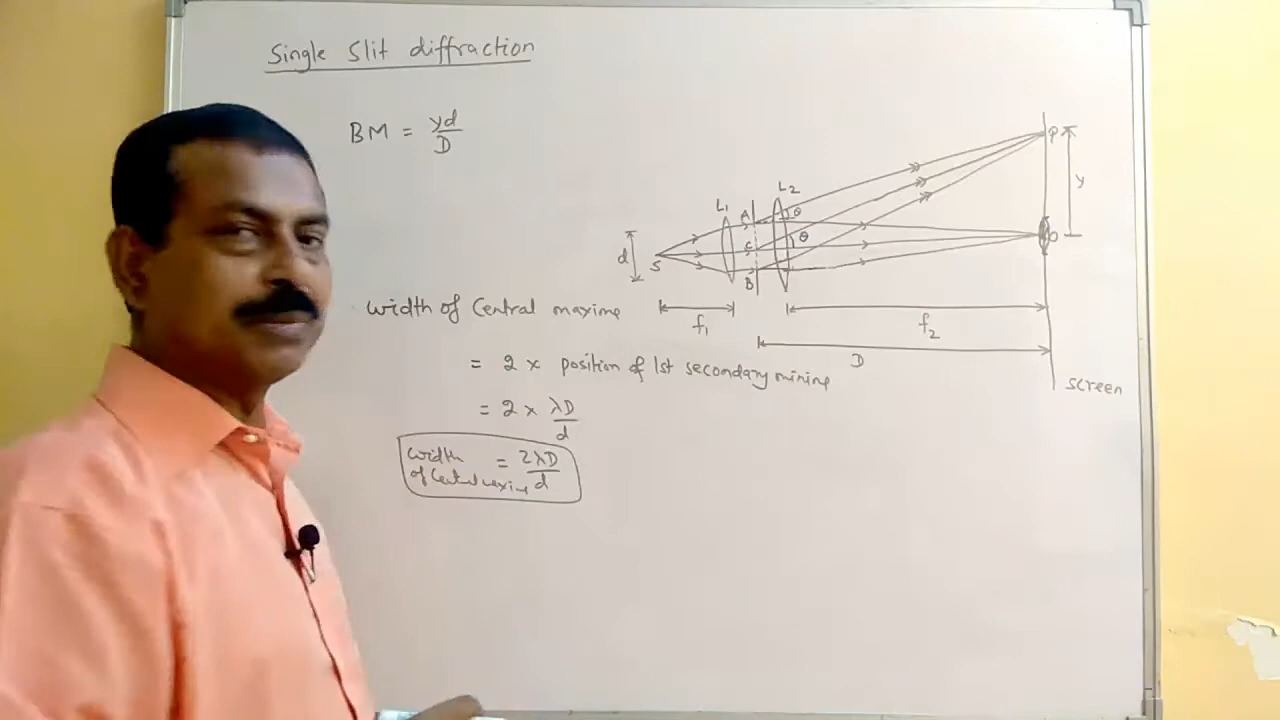 Single Slit diffraction
BM = yd/D
P
y
L2
L1
A
θ
θ
O
C
d
S
B
Width of Central maxima
f1
f2
= 2 × position of 1st secondary minima
D
screen
= 2 × λD/d
Width of Central maxima = 2λD/d